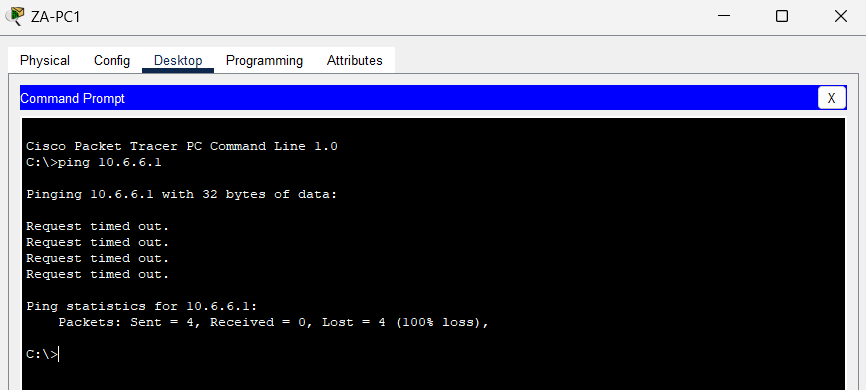 ZA-PC1
Physical Config Desktop Programming Attributes
Command Prompt X
Cisco Packet Tracer PC Command Line 1.0
C:\>ping 10.6.6.1
Pinging 10.6.6.1 with 32 bytes of data:
Request timed out.
Request timed out.
Request timed out.
Request timed out.
Ping statistics for 10.6.6.1:
Packets: Sent = 4, Received = 0, Lost = 4 (100% loss),
C:\>